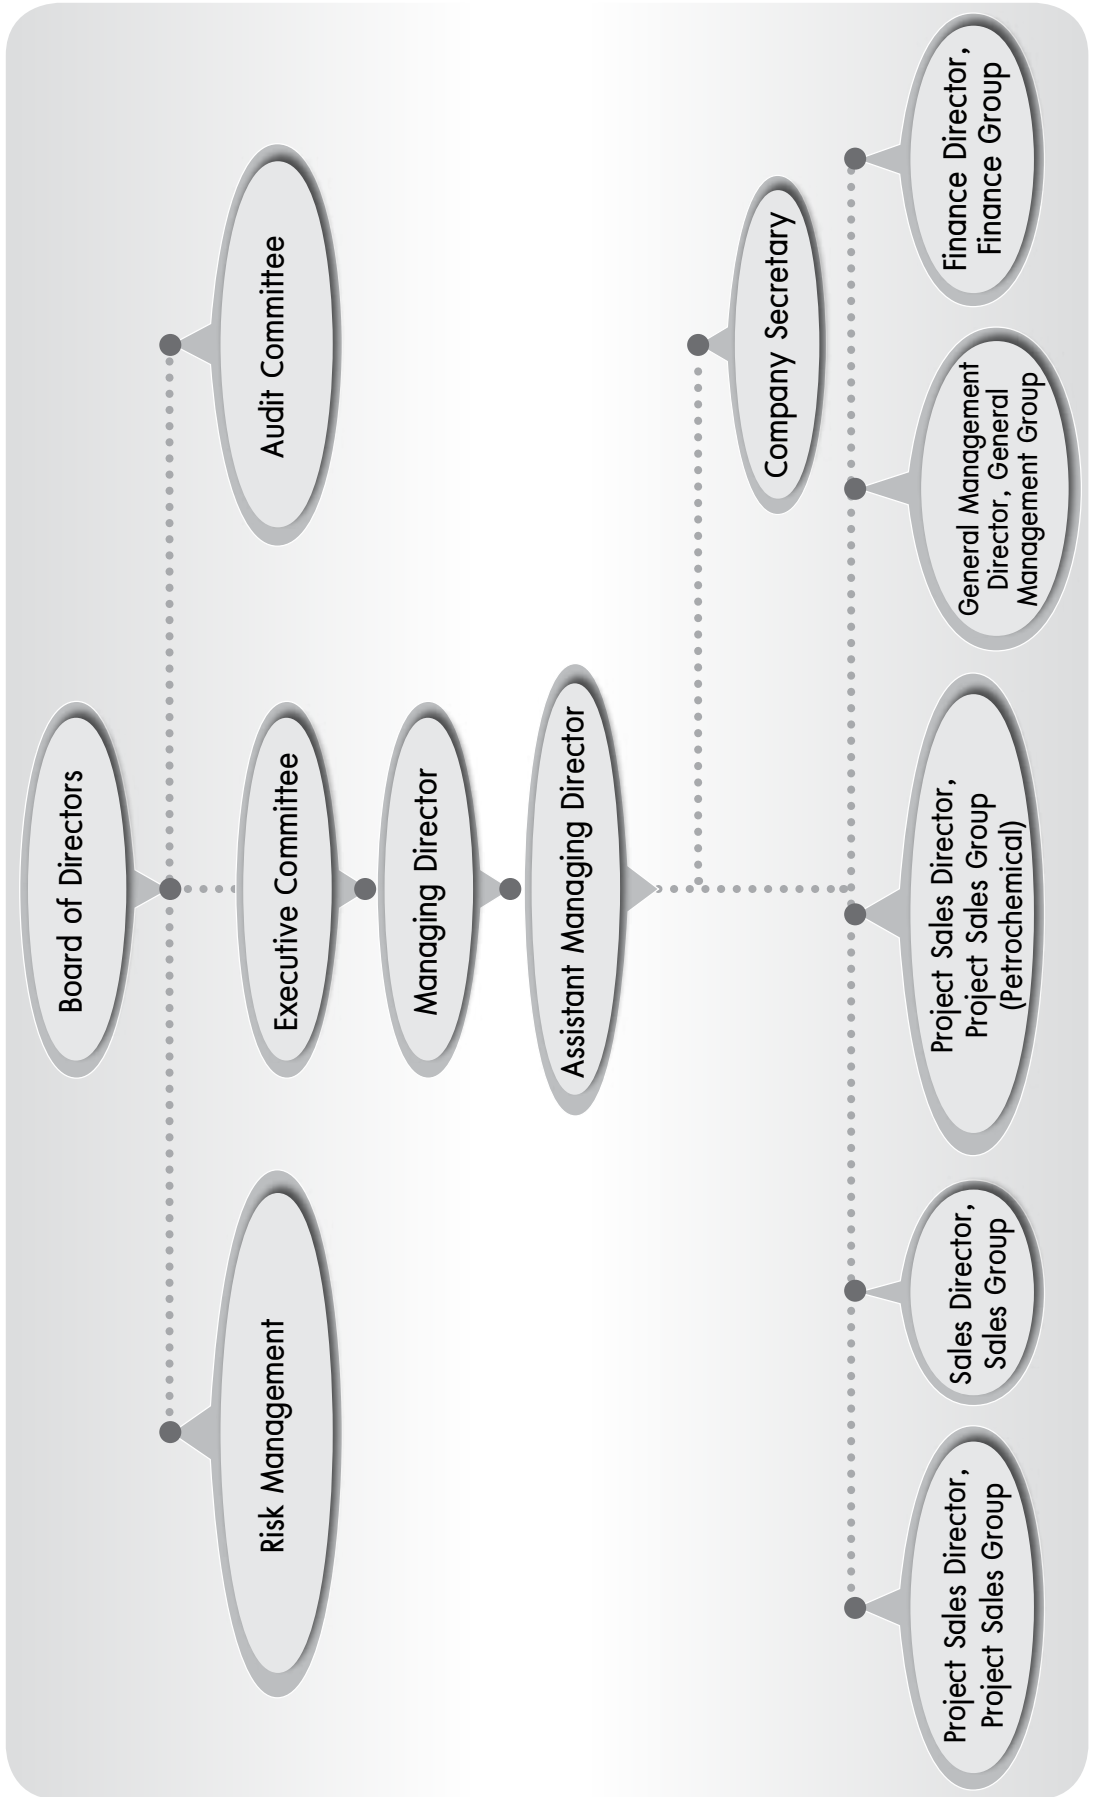 Board of Directors
Risk Management
Executive Committee
Audit Committee
Managing Director
Assistant Managing Director
Company Secretary
Project Sales Director,
Project Sales Group
Sales Director,
Sales Group
Project Sales Director,
Project Sales Group
(Petrochemical)
General Management
Director, General
Management Group
Finance Director,
Finance Group